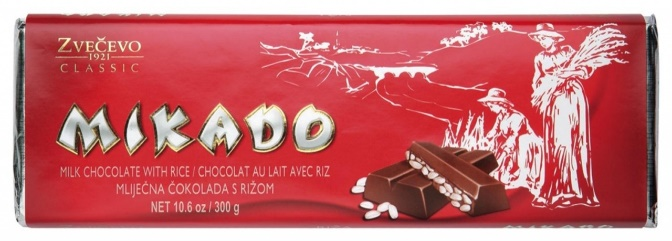 ZVEČEVO
1921
CLASSIC
MIKADO
MILK CHOCOLATE WITH RICE / CHOCOLAT AU LAIT AVEC RIZ
MLIJEČNA ČOKOLADA S RIŽOM
NET 10.6 oz / 300 g